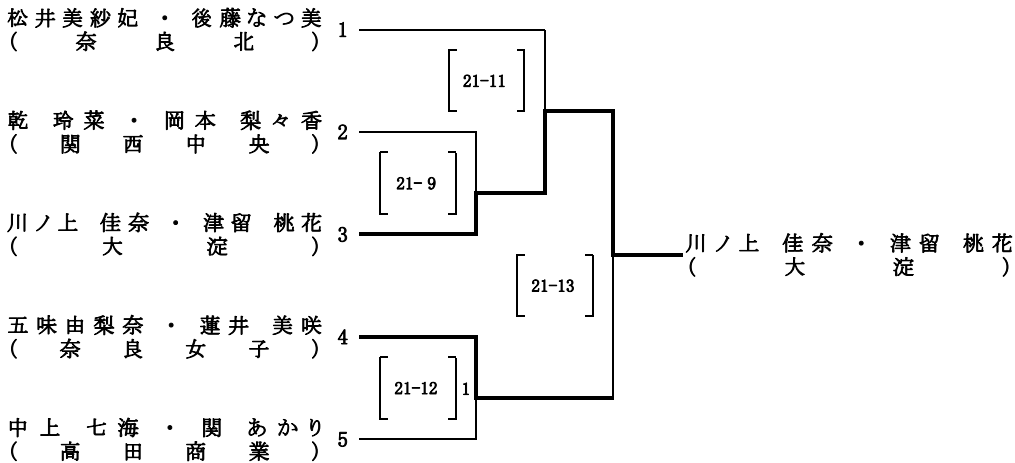 松井美紗妃 ・ 後藤なつ美 1
( 奈 良 北 )
21-11
乾 玲菜 ・ 岡本 梨々香 2
( 関 西 中 央 )
21- 9
川ノ上 佳奈 ・ 津留 桃花 3
( 大 淀 )
川ノ上 佳奈 ・ 津留 桃花
( 大 淀 )
21-13
五味由梨奈 ・ 蓮井 美咲 4
( 奈 良 女 子 )
21-12 1
中上 七海 ・ 関 あかり 5
( 高 田 商 業 )